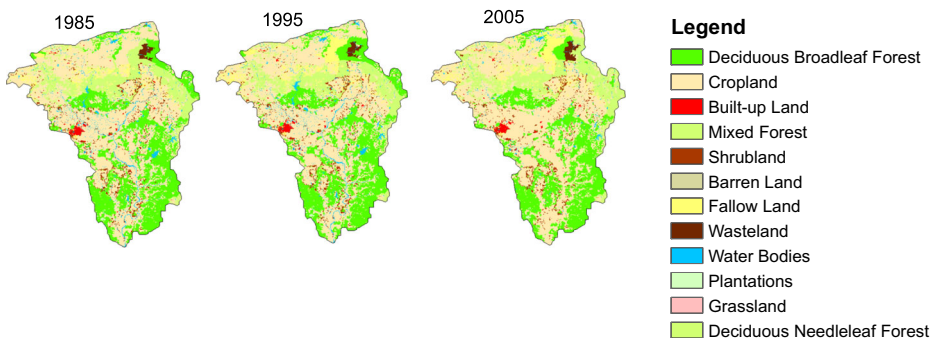 1985
1995
2005
Legend
Deciduous Broadleaf Forest
Cropland
Built-up Land
Mixed Forest
Shrubland
Barren Land
Fallow Land
Wasteland
Water Bodies
Plantations
Grassland
Deciduous Needleleaf Forest